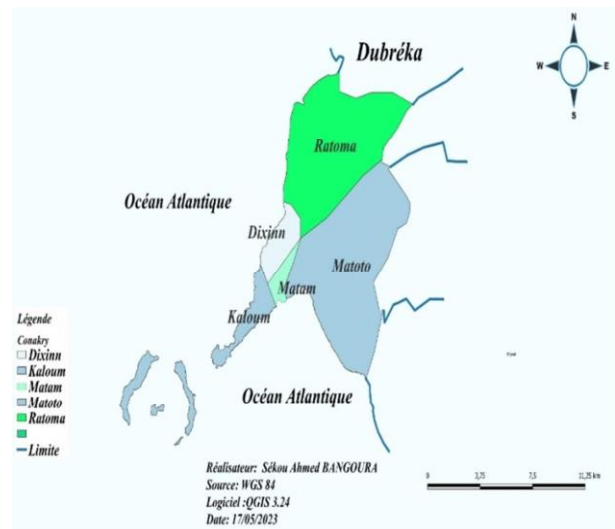 Dubréka
N
W E
S
Ratoma
Océan Atlantique
Dixinn
Matoto
Matam
Kaloum
Océan Atlantique
Légende
Conakry
Dixinn
Kaloum
Matam
Matoto
Ratoma
Limite
Réalisateur: Sékou Ahmed BANGOURA
Source: WGS 84
Logiciel :QGIS 3.24
Date: 17/05/2023
0 3,75 7,5 11,25 km